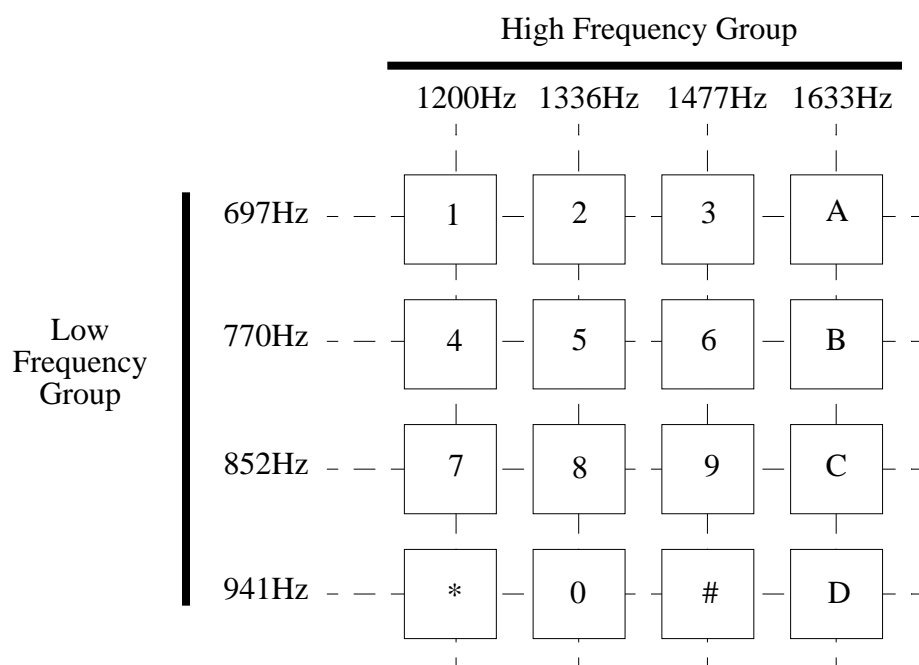 High Frequency Group
1200Hz 1336Hz 1477Hz 1633Hz
697Hz 1 2 3 A
Low
Frequency
Group
770Hz 4 5 6 B
852Hz 7 8 9 C
941Hz * 0 # D